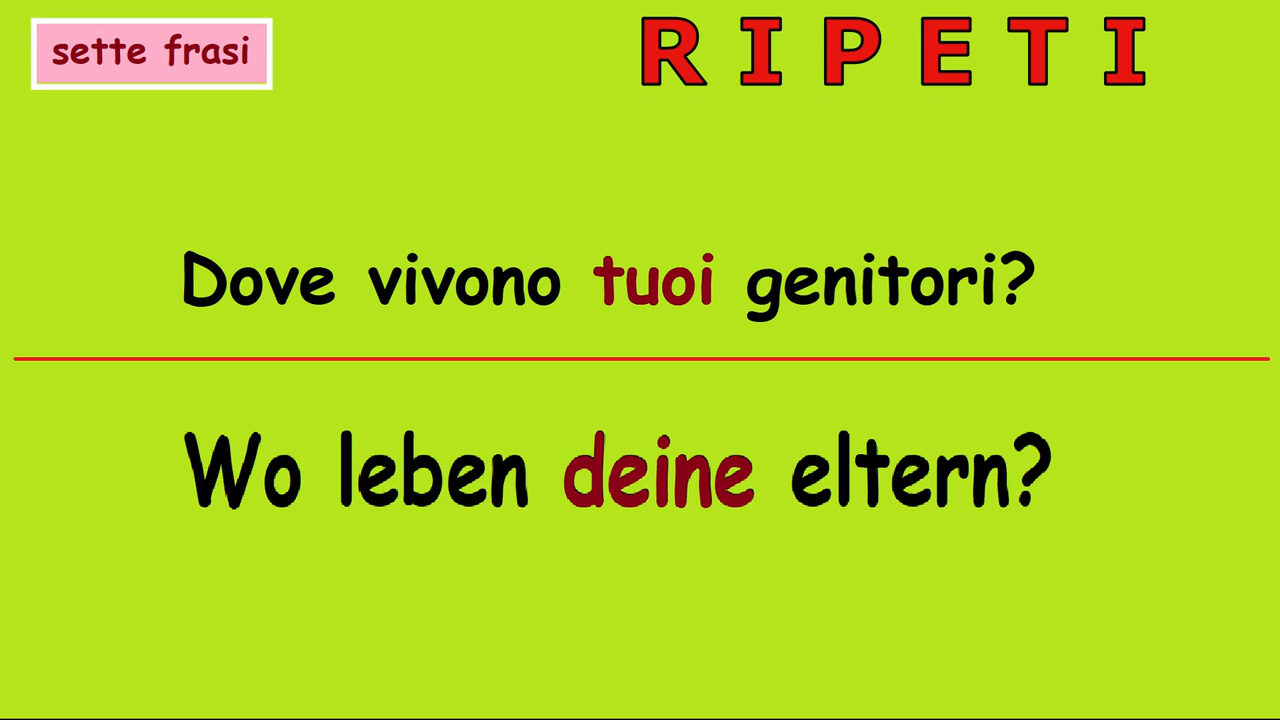 sette frasi
R I P E T I
Dove vivono tuoi genitori?
Wo leben deine eltern?